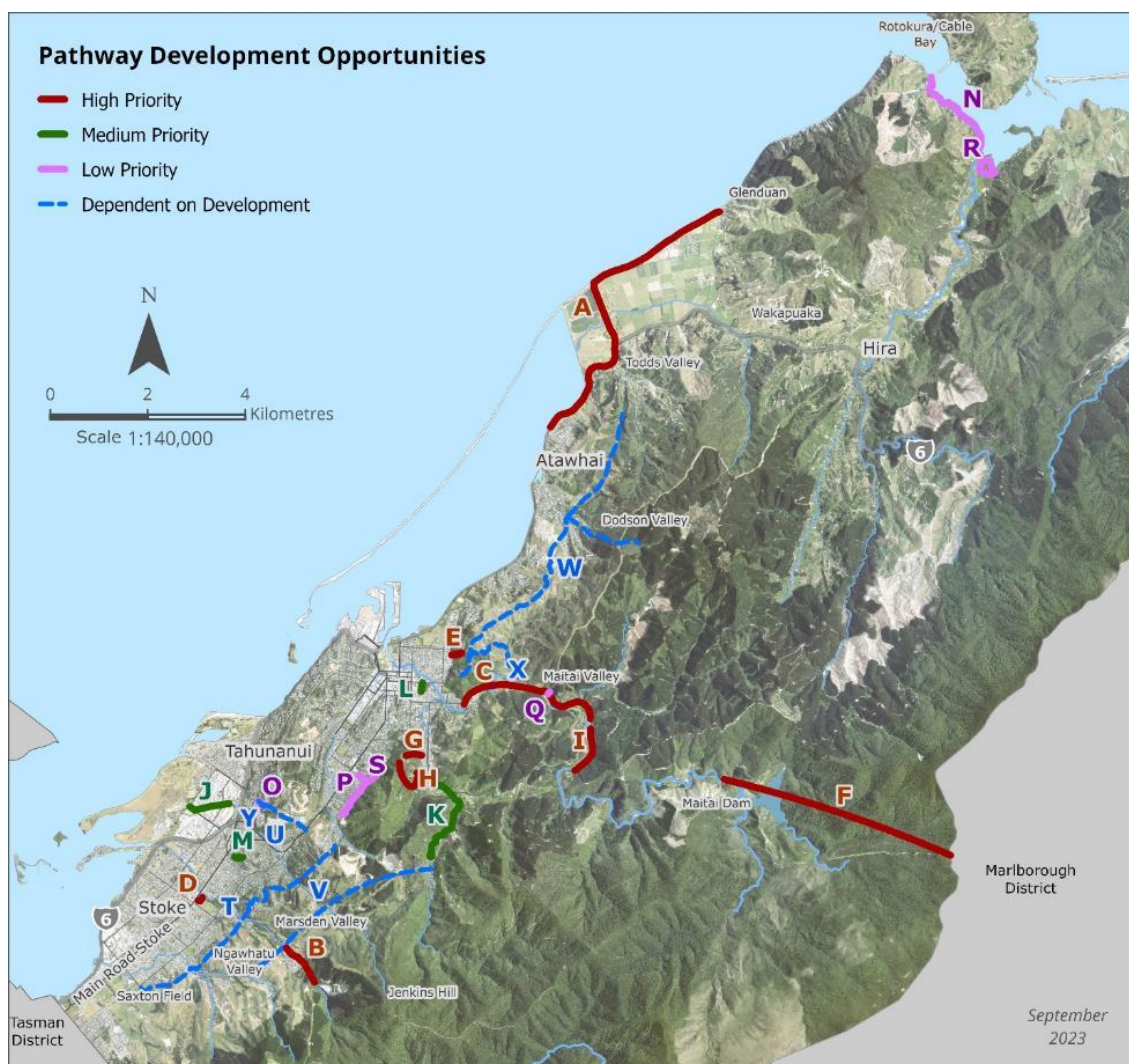 Rotokura/Cable
Bay
Pathway Development Opportunities
High Priority
Medium Priority
Low Priority
Dependent on Development
N
R
Glenduan
A
Wakapuaka
Hira
Todds Valley
N
0 2 4
Kilometres
Scale 1:140,000
6
Atawhai
Dodson Valley
W
E
C
X
Maitai Valley
L
Q
G
I
Tahunanui
S
P
H
O
J
F
Maitai Dam
K
Y
U
M
Marlborough
District
D
V
Stoke
T
6
Marsden Valley
B
Main-Road-Stoke
Ngawhatu
Valley
Saxton Field
Jenkins Hill
Tasman
District
September
2023